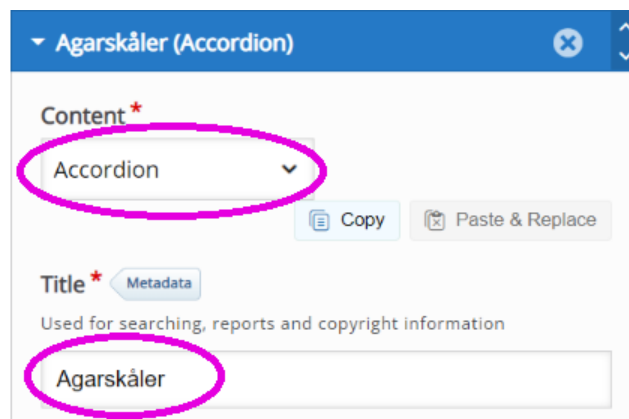 Agarskåler (Accordion)
Content *
Accordion
Copy Paste & Replace
Title * Metadata
Used for searching, reports and copyright information
Agarskåler